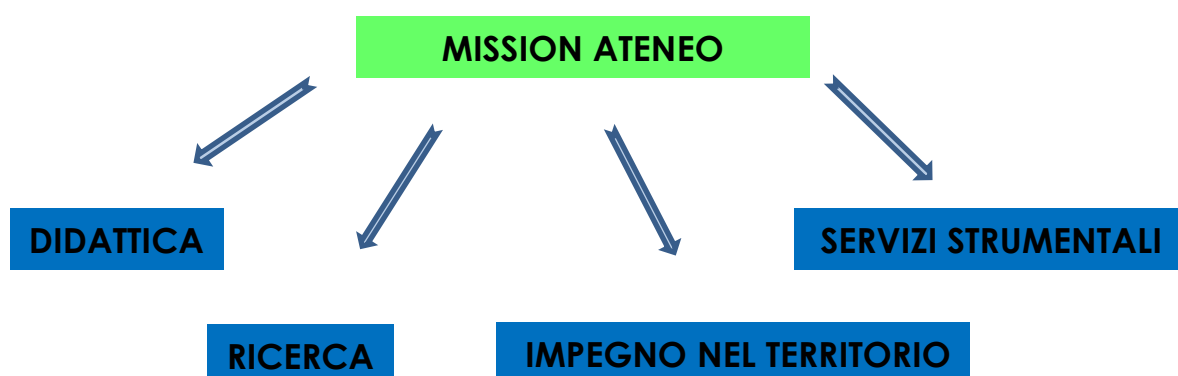 MISSION ATENEO
DIDATTICA
SERVIZI STRUMENTALI
RICERCA
IMPEGNO NEL TERRITORIO